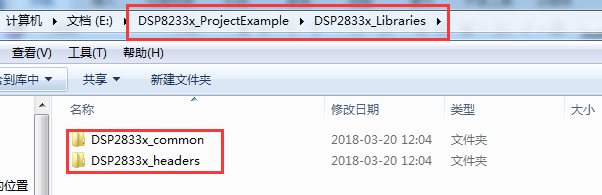 计算机 文档 (E:) DSP8233x_ProjectExample DSP2833x_Libraries
查看(V) 工具(T) 帮助(H)
含到库中 共享 新建文件夹
名称 修改日期 类型 大小
DSP2833x_common 2018-03-20 12:04 文件夹
DSP2833x_headers 2018-03-20 12:04 文件夹
的位置